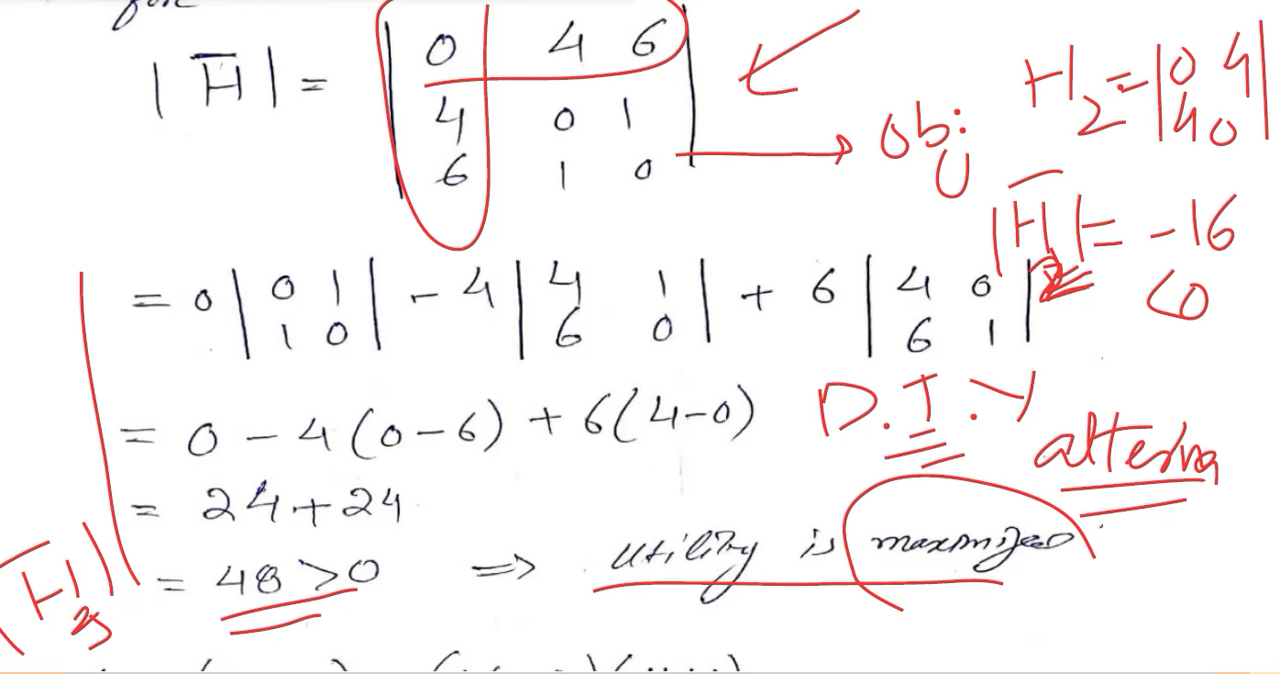 for
|H̅| = | 0 4 6 |
| 4 0 1 |
| 6 1 0 |
Obj
H₂ = | 0 4 |
| 4 0 |
|H̅₂| = -16
<0
= 0 | 0 1 | - 4 | 4 1 | + 6 | 4 0 |
| 1 0 | | 6 0 | | 6 1 |
= 0 - 4(0-6) + 6(4-0)
D.I.Y
alterna
= 24+24
|H̅₃|
= 48 >0 ⇒ utility is maximized